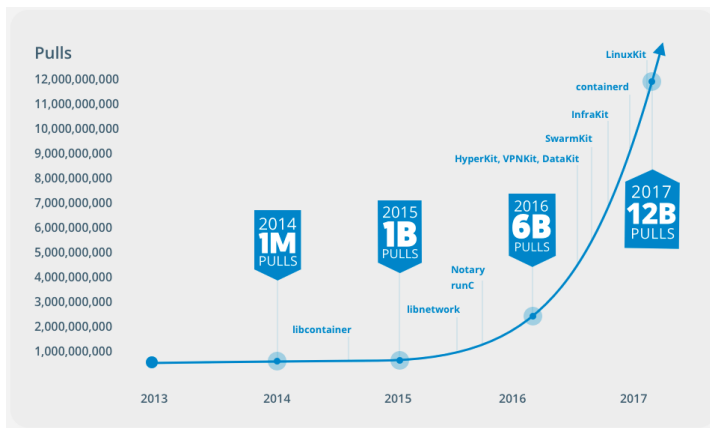 Pulls
12,000,000,000
11,000,000,000
10,000,000,000
9,000,000,000
8,000,000,000
7,000,000,000
6,000,000,000
5,000,000,000
4,000,000,000
3,000,000,000
2,000,000,000
1,000,000,000
2014
1M
PULLS
2015
1B
PULLS
2016
6B
PULLS
2017
12B
PULLS
libcontainer
libnetwork
Notary
runC
HyperKit, VPNKit, DataKit
SwarmKit
InfraKit
containerd
LinuxKit
2013
2014
2015
2016
2017